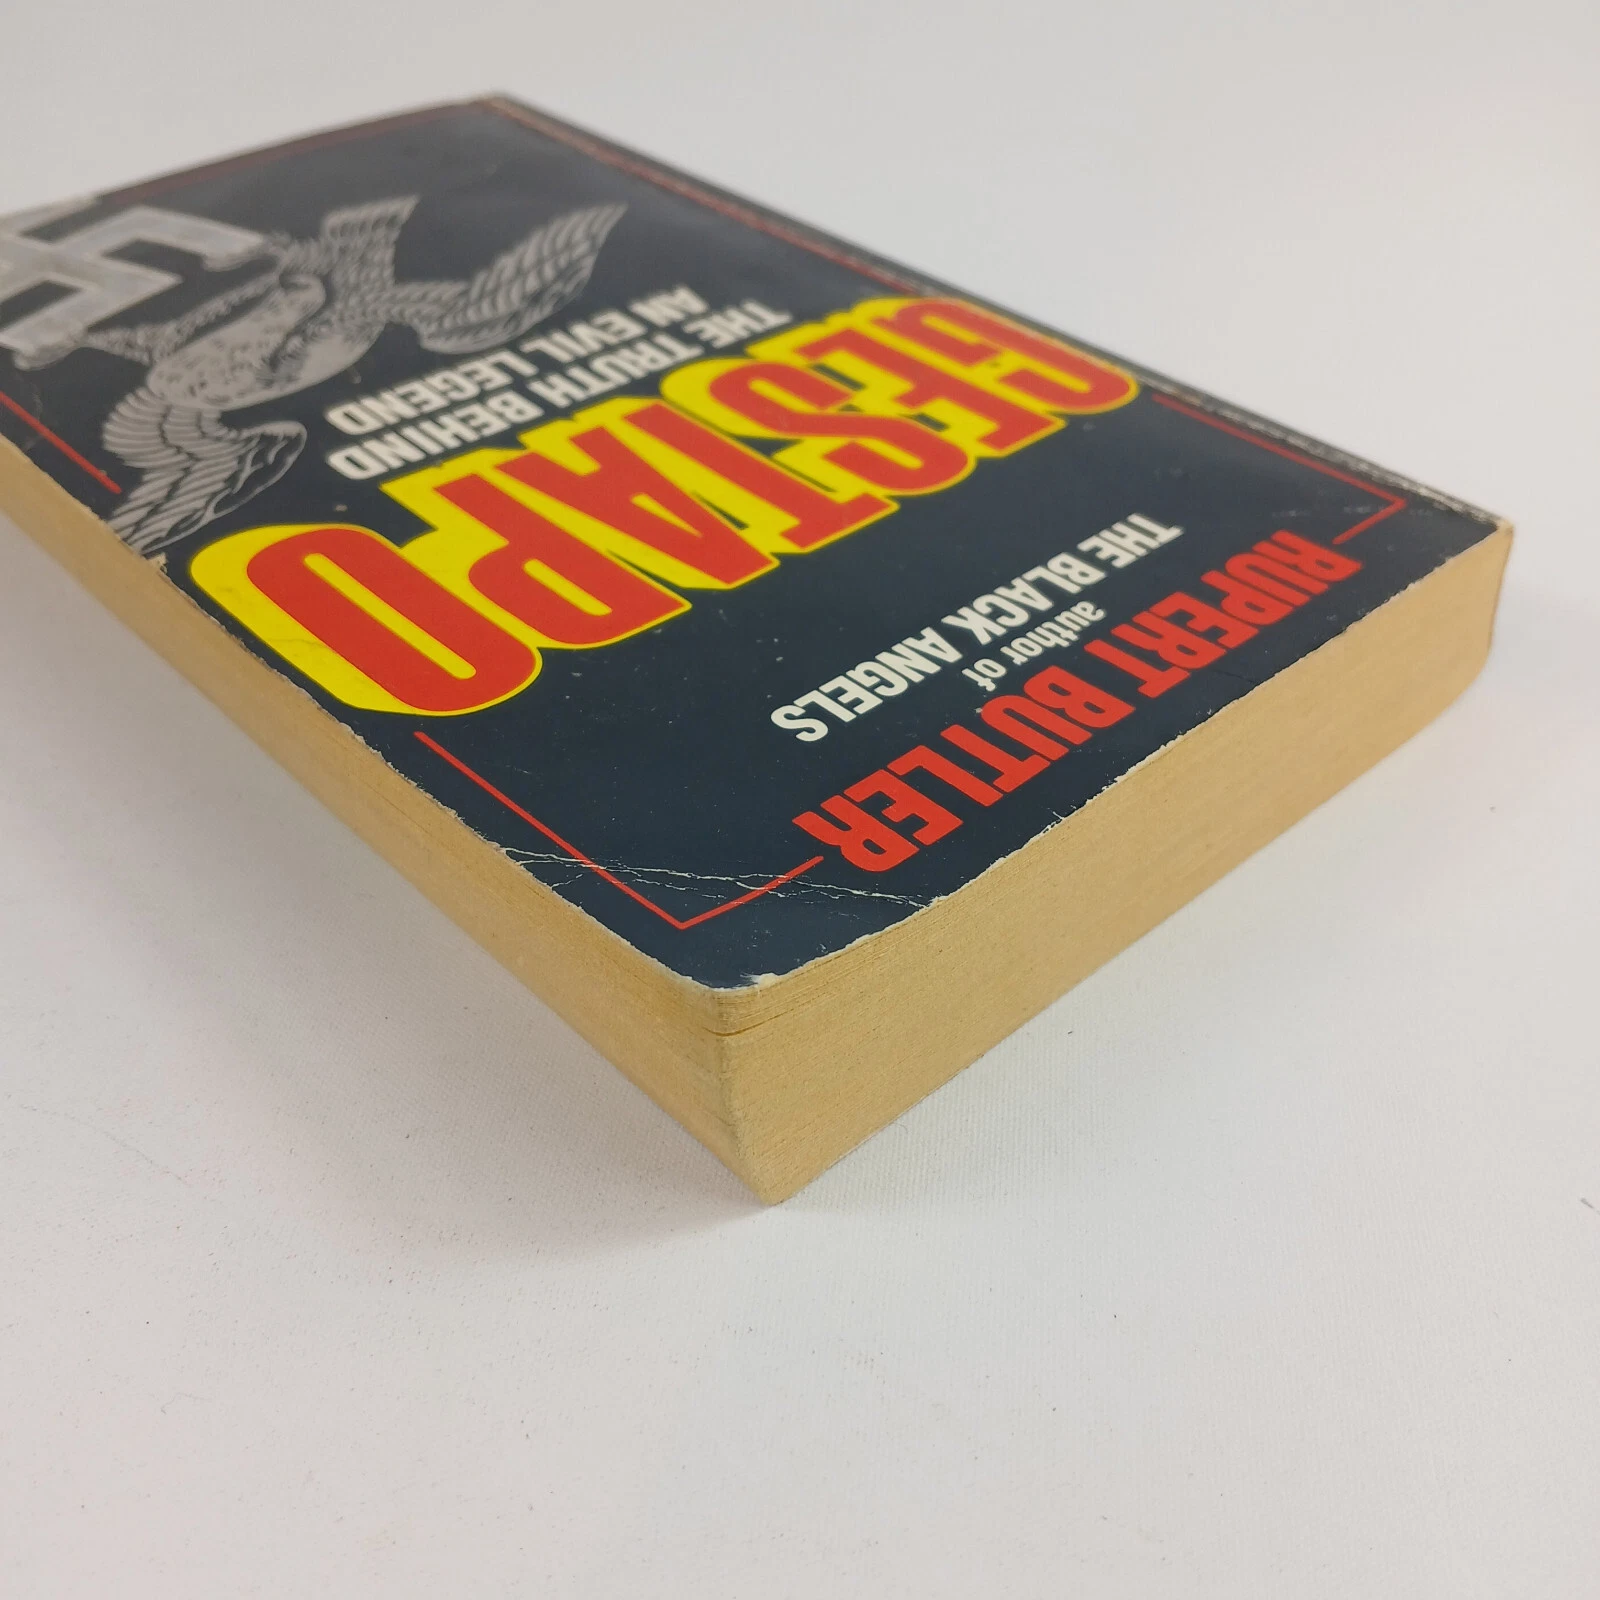 RUPERT BUTLER
author of
THE BLACK ANGELS
GESTAPO
THE TRUTH BEHIND
AN EVIL LEGEND